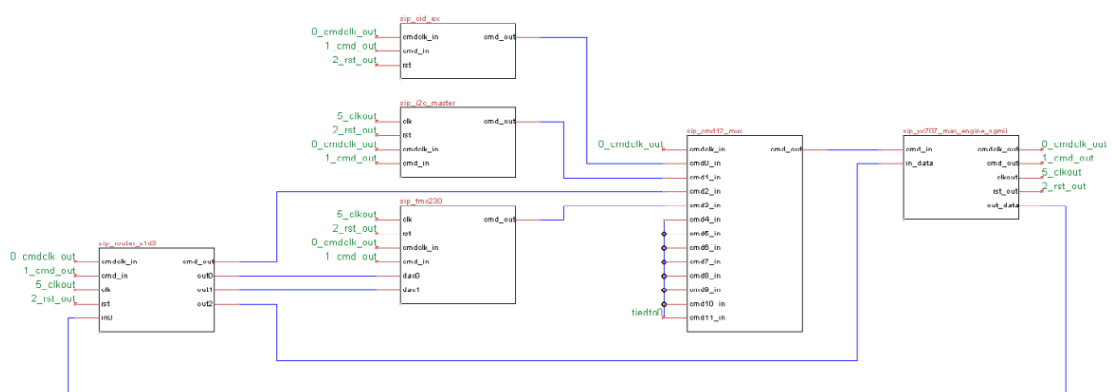 sip_cid_ex
0_cmdclk_out cmdclk_in cmd_out
1_cmd_out cmd_in
2_rst_out rst
sip_i2c_master
5_clkout clk cmd_out
2_rst_out rst
0_cmdclk_out cmdclk_in
1_cmd_out cmd_in
sip_cmd12_mux
0_cmdclk_out cmdclk_in cmd_out
cmd0_in
cmd1_in
cmd2_in
cmd3_in
cmd4_in
cmd5_in
cmd6_in
cmd7_in
cmd8_in
cmd9_in
cmd10_in
tiedto0 cmd11_in
sip_vc707_mac_engine_sgmii
cmd_in cmdclk_out 0_cmdclk_out
in_data cmd_out 1_cmd_out
clkout 5_clkout
rst_out 2_rst_out
out_data
sip_fmc230
5_clkout clk cmd_out
2_rst_out rst
0_cmdclk_out cmdclk_in
1_cmd_out cmd_in
dac0
dac1
sip_router_s1d3
0_cmdclk_out cmdclk_in cmd_out
1_cmd_out cmd_in out0
5_clkout clk out1
2_rst_out rst out2
in0